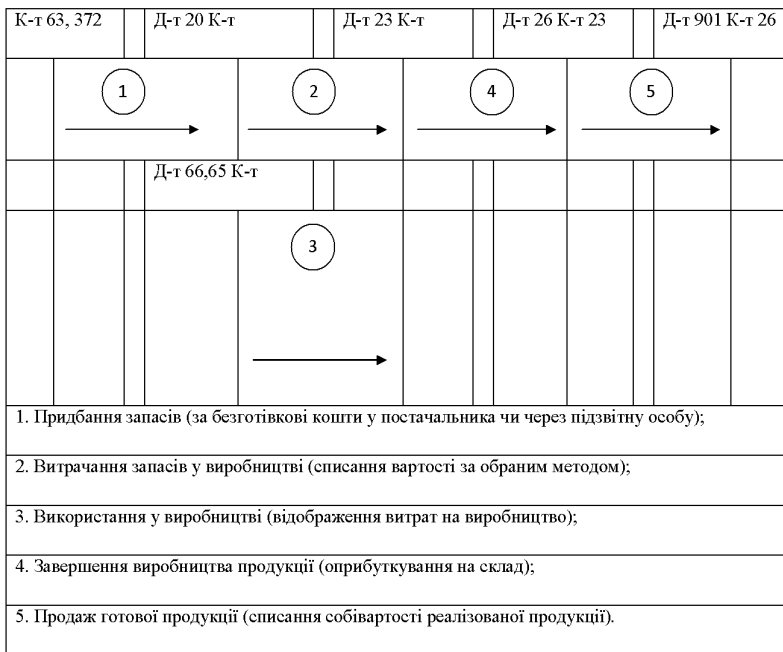 К-т 63, 372 Д-т 20 К-т Д-т 23 К-т Д-т 26 К-т 23 Д-т 901 К-т 26
1 2 4 5
Д-т 66,65 К-т
3
1. Придбання запасів (за безготівкові кошти у постачальника чи через підзвітну особу);
2. Витрачання запасів у виробництві (списання вартості за обраним методом);
3. Використання у виробництві (відображення витрат на виробництво);
4. Завершення виробництва продукції (оприбуткування на склад);
5. Продаж готової продукції (списання собівартості реалізованої продукції).